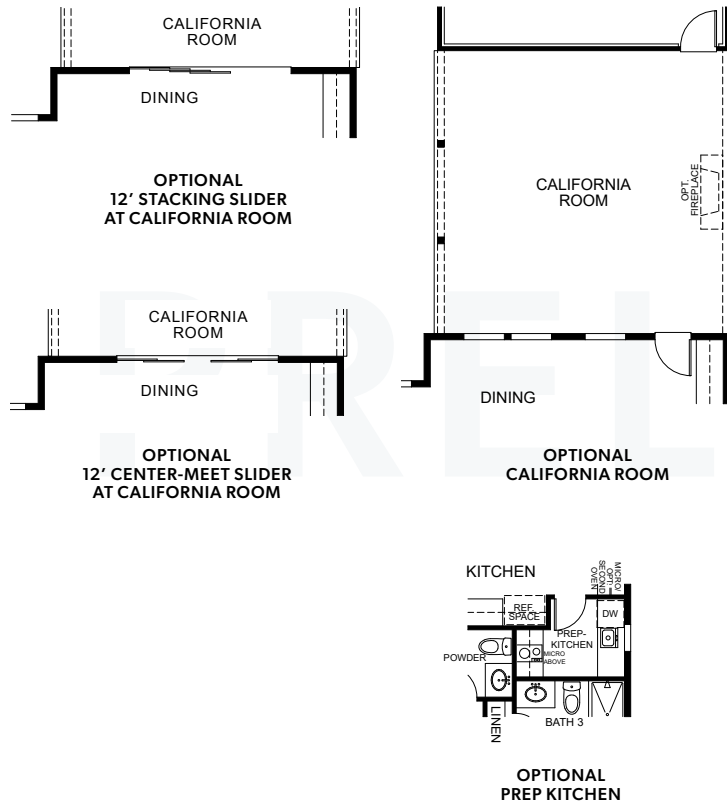 CALIFORNIA
ROOM
DINING
OPTIONAL
12' STACKING SLIDER
AT CALIFORNIA ROOM
CALIFORNIA
ROOM
OPT.
FIREPLACE
DINING
OPTIONAL
CALIFORNIA ROOM
CALIFORNIA
ROOM
DINING
OPTIONAL
12' CENTER-MEET SLIDER
AT CALIFORNIA ROOM
PREL
KITCHEN
MICRO/
OPT.
SECOND
OVEN
REF.
SPACE
DW
PREP-
KITCHEN
MICRO
ABOVE
POWDER
LINEN
BATH 3
OPTIONAL
PREP KITCHEN